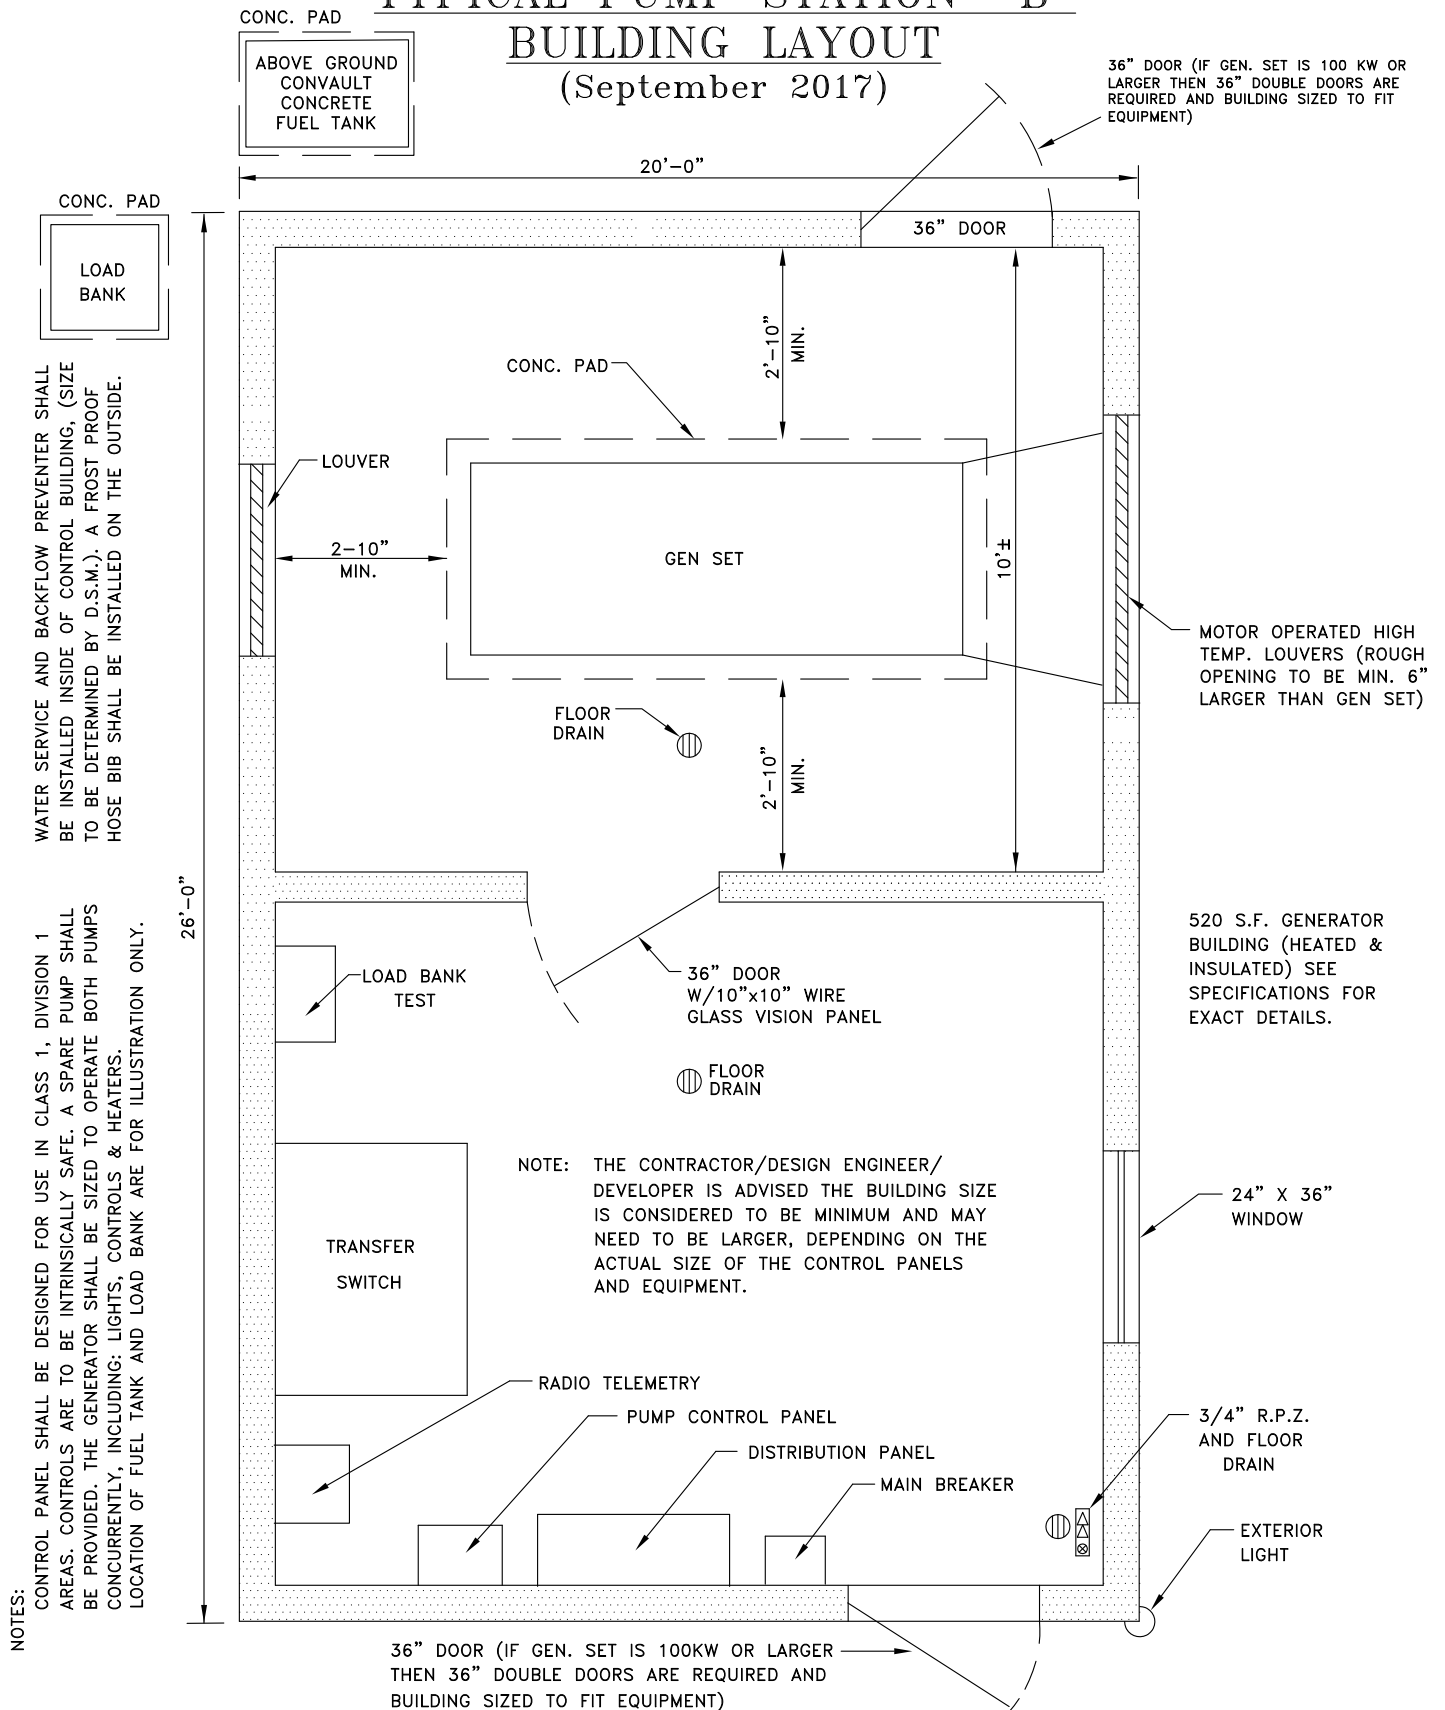 TYPICAL PUMP STATION "B"
BUILDING LAYOUT
(September 2017)
CONC. PAD
ABOVE GROUND
CONVAULT
CONCRETE
FUEL TANK
36” DOOR (IF GEN. SET IS 100 KW OR
LARGER THEN 36” DOUBLE DOORS ARE
REQUIRED AND BUILDING SIZED TO FIT
EQUIPMENT)
20’-0”
CONC. PAD
LOAD
BANK
36” DOOR
2’-10”
MIN.
CONC. PAD
LOUVER
2-10”
MIN.
GEN SET
10’±
MOTOR OPERATED HIGH
TEMP. LOUVERS (ROUGH
OPENING TO BE MIN. 6”
LARGER THAN GEN SET)
FLOOR
DRAIN
2’-10”
MIN.
WATER SERVICE AND BACKFLOW PREVENTER SHALL
BE INSTALLED INSIDE OF CONTROL BUILDING, (SIZE
TO BE DETERMINED BY D.S.M.). A FROST PROOF
HOSE BIB SHALL BE INSTALLED ON THE OUTSIDE.
26’-0”
520 S.F. GENERATOR
BUILDING (HEATED &
INSULATED) SEE
SPECIFICATIONS FOR
EXACT DETAILS.
LOAD BANK
TEST
36” DOOR
W/10”x10” WIRE
GLASS VISION PANEL
FLOOR
DRAIN
NOTE: THE CONTRACTOR/DESIGN ENGINEER/
DEVELOPER IS ADVISED THE BUILDING SIZE
IS CONSIDERED TO BE MINIMUM AND MAY
NEED TO BE LARGER, DEPENDING ON THE
ACTUAL SIZE OF THE CONTROL PANELS
AND EQUIPMENT.
24” X 36”
WINDOW
TRANSFER
SWITCH
RADIO TELEMETRY
PUMP CONTROL PANEL
DISTRIBUTION PANEL
MAIN BREAKER
3/4” R.P.Z.
AND FLOOR
DRAIN
EXTERIOR
LIGHT
NOTES:
CONTROL PANEL SHALL BE DESIGNED FOR USE IN CLASS 1, DIVISION 1
AREAS. CONTROLS ARE TO BE INTRINSICALLY SAFE. A SPARE PUMP SHALL
BE PROVIDED. THE GENERATOR SHALL BE SIZED TO OPERATE BOTH PUMPS
CONCURRENTLY, INCLUDING: LIGHTS, CONTROLS & HEATERS.
LOCATION OF FUEL TANK AND LOAD BANK ARE FOR ILLUSTRATION ONLY.
36” DOOR (IF GEN. SET IS 100KW OR LARGER
THEN 36” DOUBLE DOORS ARE REQUIRED AND
BUILDING SIZED TO FIT EQUIPMENT)